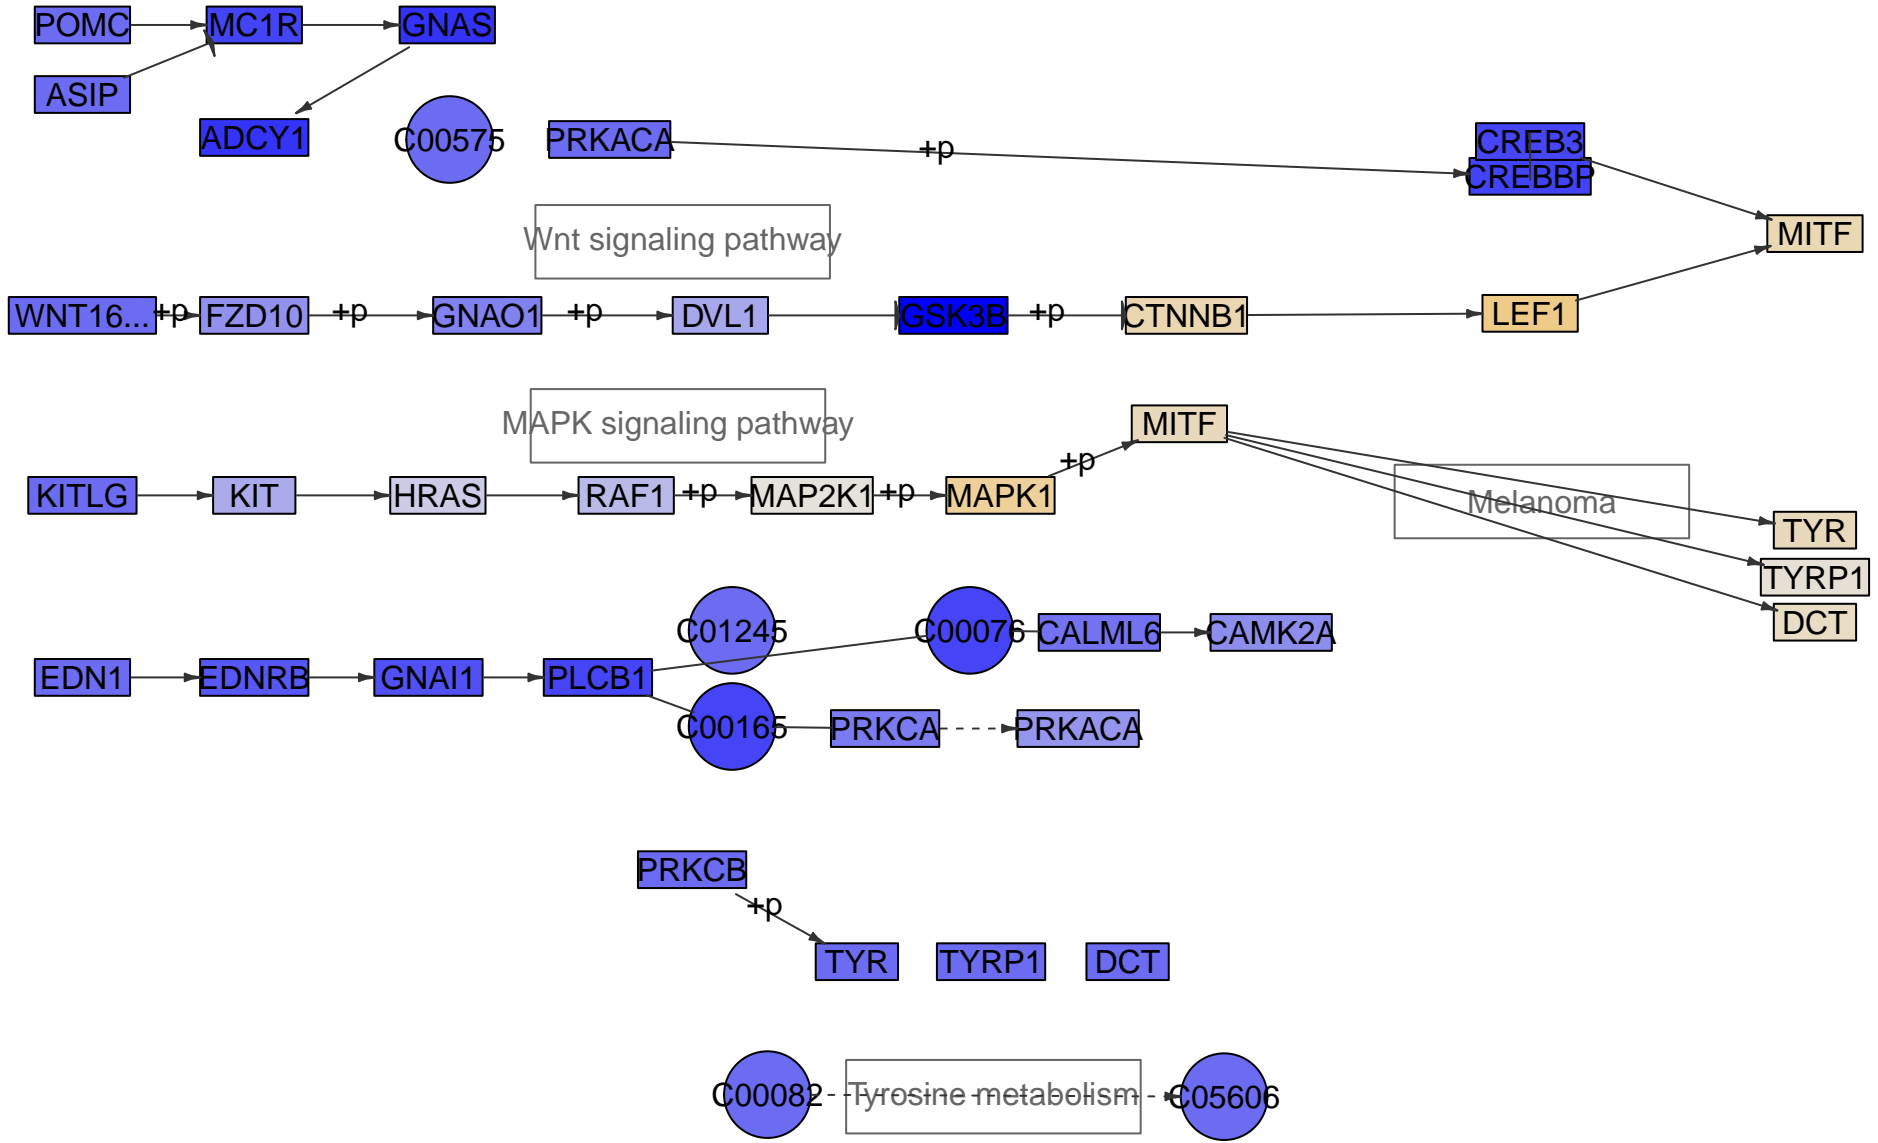 POMC
MC1R
GNAS
ASIP
ADCY1
C00575
PRKACA
+p
CREB3
CREBBP
MITF
Wnt signaling pathway
WNT16...
+p
FZD10
+p
GNAO1
+p
DVL1
GSK3B
+p
CTNNB1
LEF1
MAPK signaling pathway
MITF
+p
KITLG
KIT
HRAS
RAF1
+p
MAP2K1
+p
MAPK1
Melanoma
TYR
TYRP1
DCT
C01245
C00076
CALML6
CAMK2A
EDN1
EDNRB
GNAI1
PLCB1
C00165
PRKCA
PRKACA
PRKCB
+p
TYR
TYRP1
DCT
C00082
Tyrosine metabolism
C05606